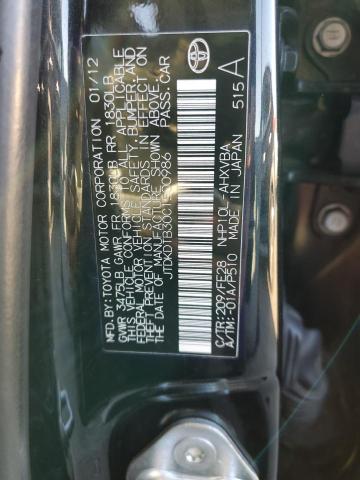 MFD.BY:TOYOTA MOTOR CORPORATION 01/12
GVWR 3475LB GAWR FR 1830LB RR 1830LB
THIS VEHICLE CONFORMS TO ALL APPLICABLE
FEDERAL MOTOR VEHICLE SAFETY, BUMPER, AND
THEFT PREVENTION STANDARDS IN EFFECT ON
THE DATE OF MANUFACTURE SHOWN ABOVE.
PASS.CAR
C/TR:209/FE28 NHP10L-AHXVBA
A/TM:-01A/P510 MADE IN JAPAN 515 A